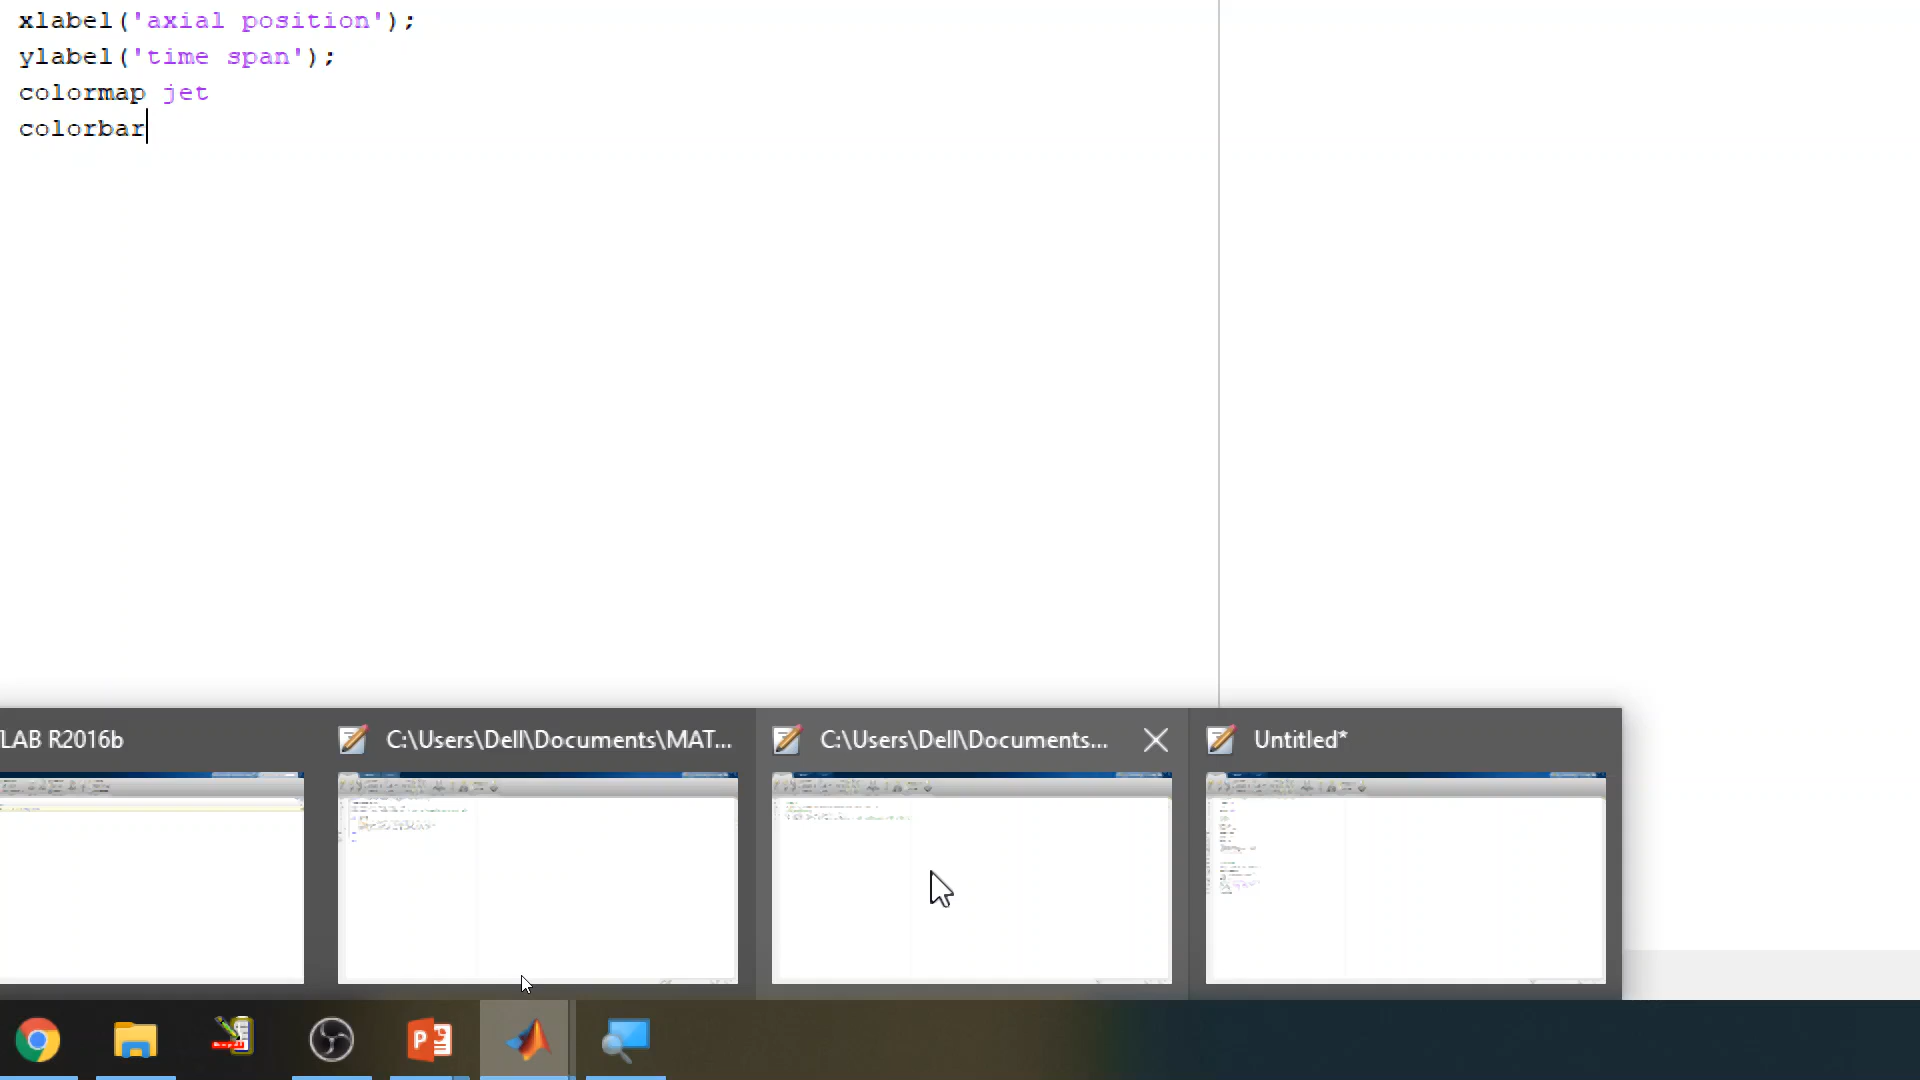 xlabel('axial position');
ylabel('time span');
colormap jet
colorbar
LAB R2016b
C:\Users\Dell\Documents\MAT...
C:\Users\Dell\Documents...
Untitled*